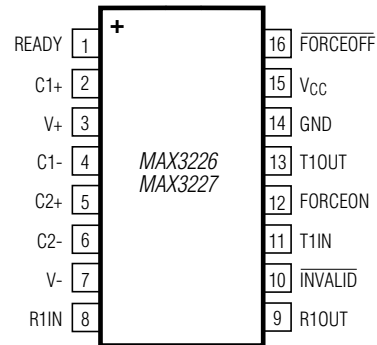 +
READY 1 16 FORCEOFF
C1+ 2 15 VCC
V+ 3 14 GND
C1- 4 MAX3226 13 T1OUT
C2+ 5 MAX3227 12 FORCEON
C2- 6 11 T1IN
V- 7 10 INVALID
R1IN 8 9 R1OUT